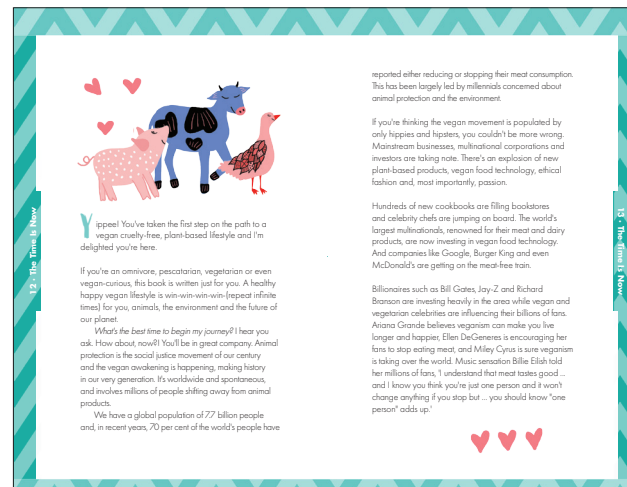 12 · The Time Is Now
Yippee! You've taken the first step on the path to a
vegan cruelty-free, plant-based lifestyle and I'm
delighted you're here.
If you're an omnivore, pescatarian, vegetarian or even
vegan-curious, this book is written just for you. A healthy
happy vegan lifestyle is win-win-win-win-(repeat infinite
times) for you, animals, the environment and the future of
our planet.
What's the best time to begin my journey? I hear you
ask. How about, now?! You'll be in great company. Animal
protection is the social justice movement of our century
and the vegan awakening is happening, making history
in our very generation. It's worldwide and spontaneous,
and involves millions of people shifting away from animal
products.
We have a global population of 7.7 billion people
and, in recent years, 70 per cent of the world's people have
reported either reducing or stopping their meat consumption.
This has been largely led by millennials concerned about
animal protection and the environment.
If you're thinking the vegan movement is populated by
only hippies and hipsters, you couldn't be more wrong.
Mainstream businesses, multinational corporations and
investors are taking note. There's an explosion of new
plant-based products, vegan food technology, ethical
fashion and, most importantly, passion.
Hundreds of new cookbooks are filling bookstores
and celebrity chefs are jumping on board. The world's
largest multinationals, renowned for their meat and dairy
products, are now investing in vegan food technology.
And companies like Google, Burger King and even
McDonald's are getting on the meat-free train.
Billionaires such as Bill Gates, Jay-Z and Richard
Branson are investing heavily in the area while vegan and
vegetarian celebrities are influencing their billions of fans.
Ariana Grande believes veganism can make you live
longer and happier, Ellen DeGeneres is encouraging her
fans to stop eating meat, and Miley Cyrus is sure veganism
is taking over the world. Music sensation Billie Eilish told
her millions of fans, 'I understand that meat tastes good ...
and I know you think you're just one person and it won't
change anything if you stop but ... you should know "one
person" adds up.'
13 · The Time Is Now